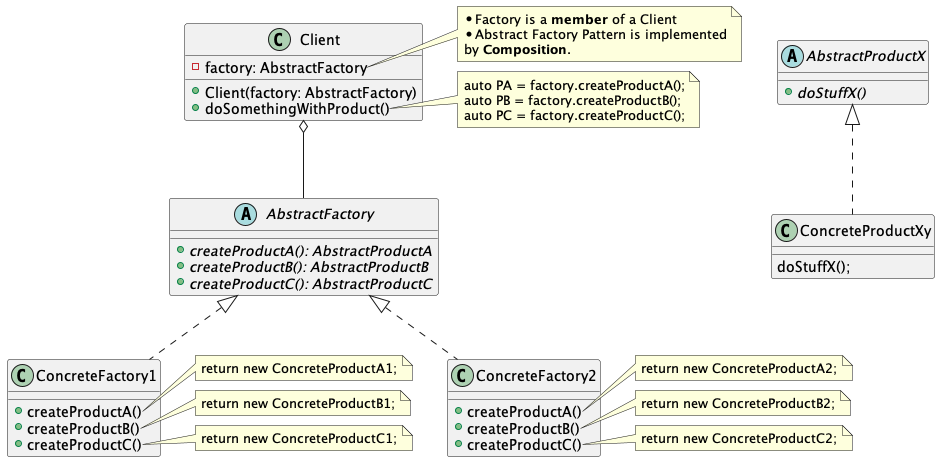 C Client
factory: AbstractFactory
Client(factory: AbstractFactory)
doSomethingWithProduct()
• Factory is a member of a Client
• Abstract Factory Pattern is implemented
by Composition.
auto PA = factory.createProductA();
auto PB = factory.createProductB();
auto PC = factory.createProductC();
A AbstractProductX
doStuffX()
A AbstractFactory
createProductA(): AbstractProductA
createProductB(): AbstractProductB
createProductC(): AbstractProductC
C ConcreteProductXy
doStuffX();
C ConcreteFactory1
createProductA()
createProductB()
createProductC()
return new ConcreteProductA1;
return new ConcreteProductB1;
return new ConcreteProductC1;
C ConcreteFactory2
createProductA()
createProductB()
createProductC()
return new ConcreteProductA2;
return new ConcreteProductB2;
return new ConcreteProductC2;